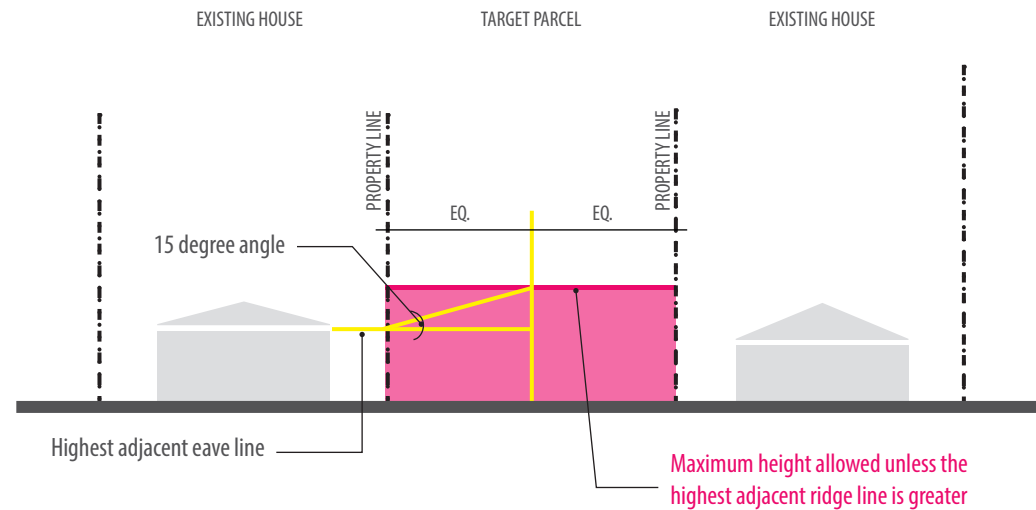 EXISTING HOUSE
TARGET PARCEL
EXISTING HOUSE
PROPERTY LINE
PROPERTY LINE
EQ.
EQ.
15 degree angle
Highest adjacent eave line
Maximum height allowed unless the
highest adjacent ridge line is greater